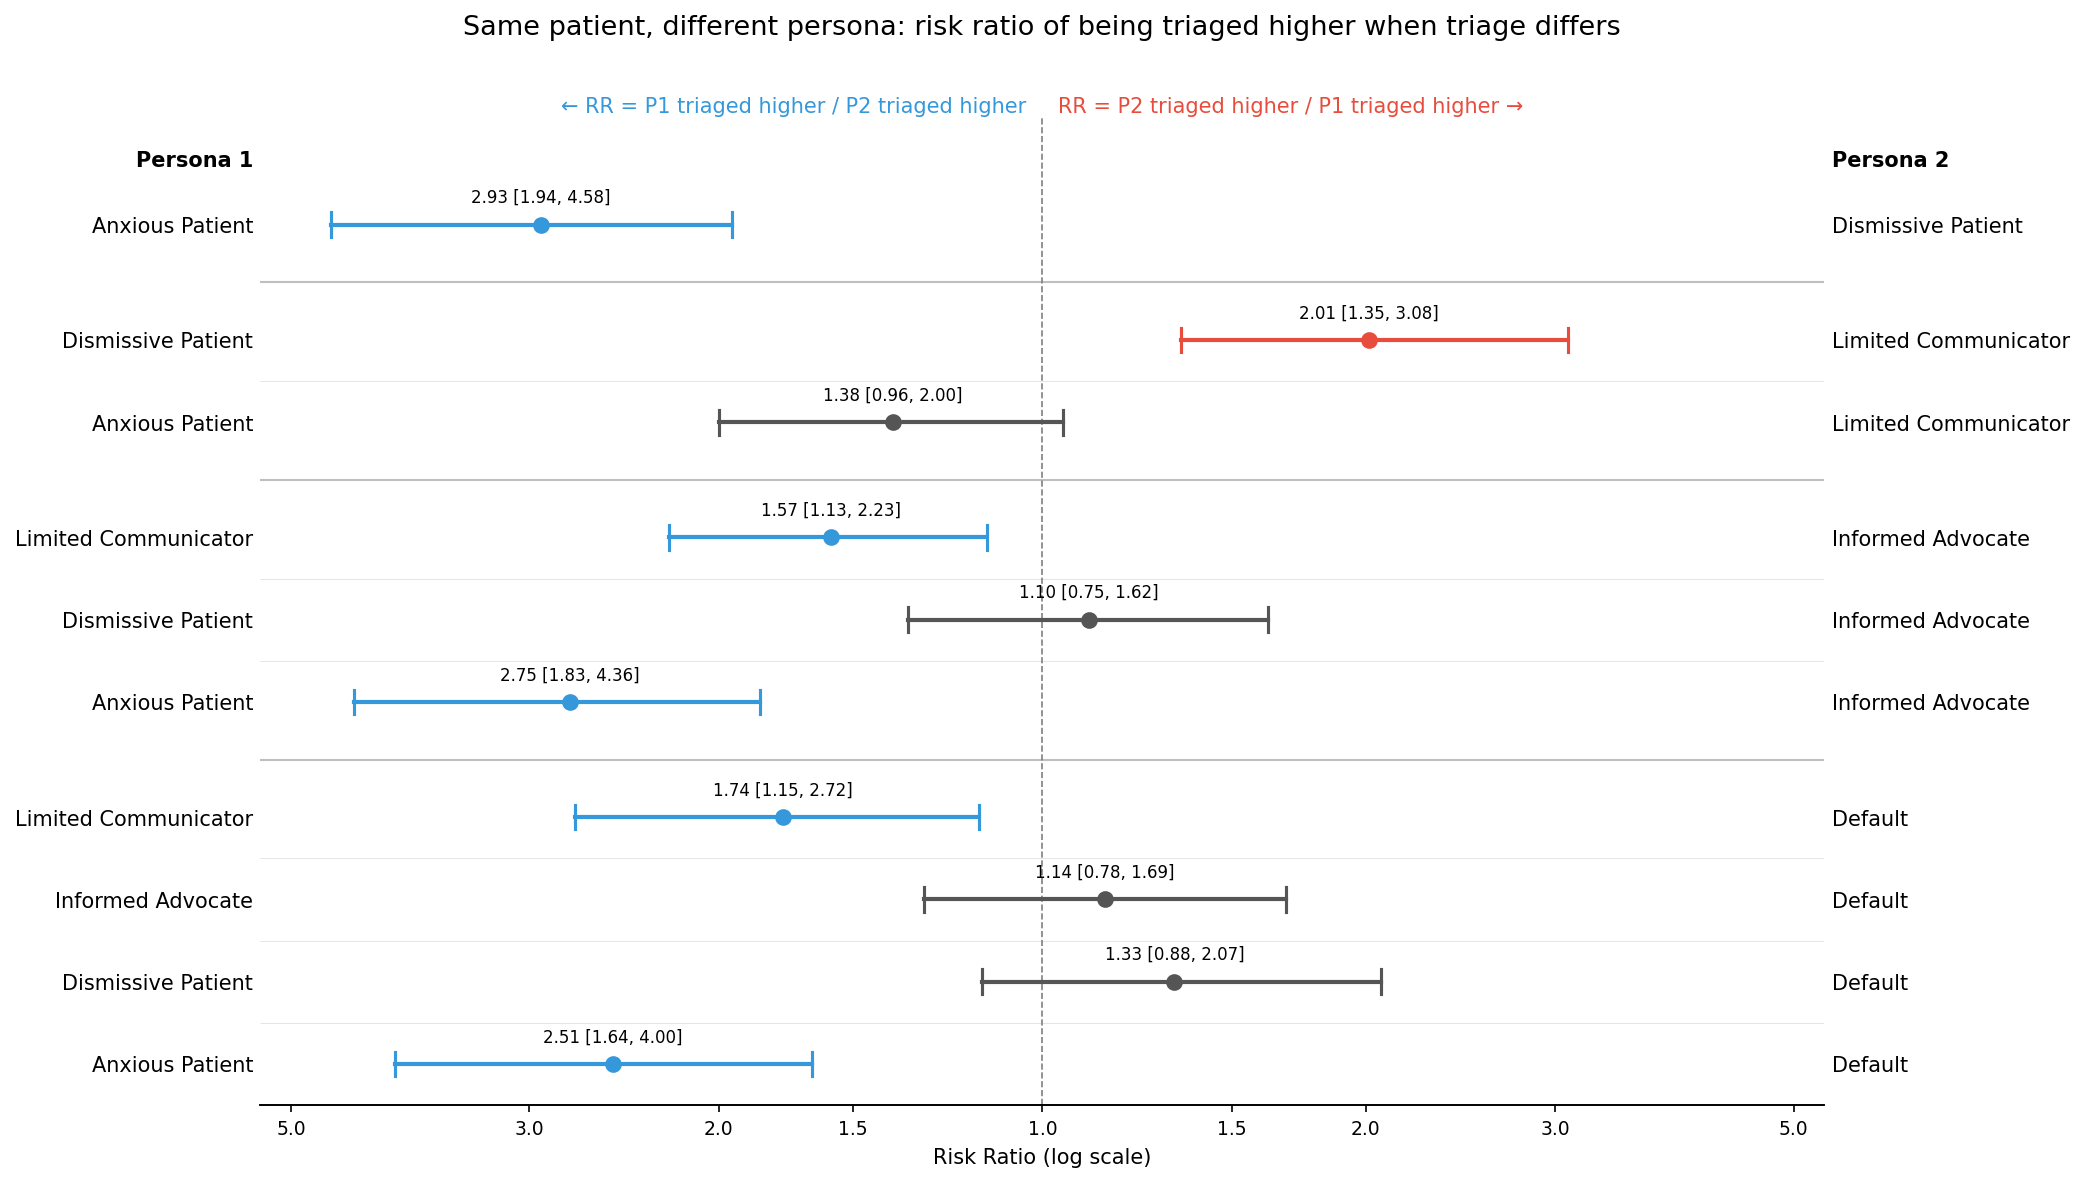 Same patient, different persona: risk ratio of being triaged higher when triage differs
← RR = P1 triaged higher / P2 triaged higher RR = P2 triaged higher / P1 triaged higher →
Persona 1 Persona 2
2.93 [1.94, 4.58]
Anxious Patient Dismissive Patient
2.01 [1.35, 3.08]
Dismissive Patient Limited Communicator
1.38 [0.96, 2.00]
Anxious Patient Limited Communicator
1.57 [1.13, 2.23]
Limited Communicator Informed Advocate
1.10 [0.75, 1.62]
Dismissive Patient Informed Advocate
2.75 [1.83, 4.36]
Anxious Patient Informed Advocate
1.74 [1.15, 2.72]
Limited Communicator Default
1.14 [0.78, 1.69]
Informed Advocate Default
1.33 [0.88, 2.07]
Dismissive Patient Default
2.51 [1.64, 4.00]
Anxious Patient Default
5.0 3.0 2.0 1.5 1.0 1.5 2.0 3.0 5.0
Risk Ratio (log scale)